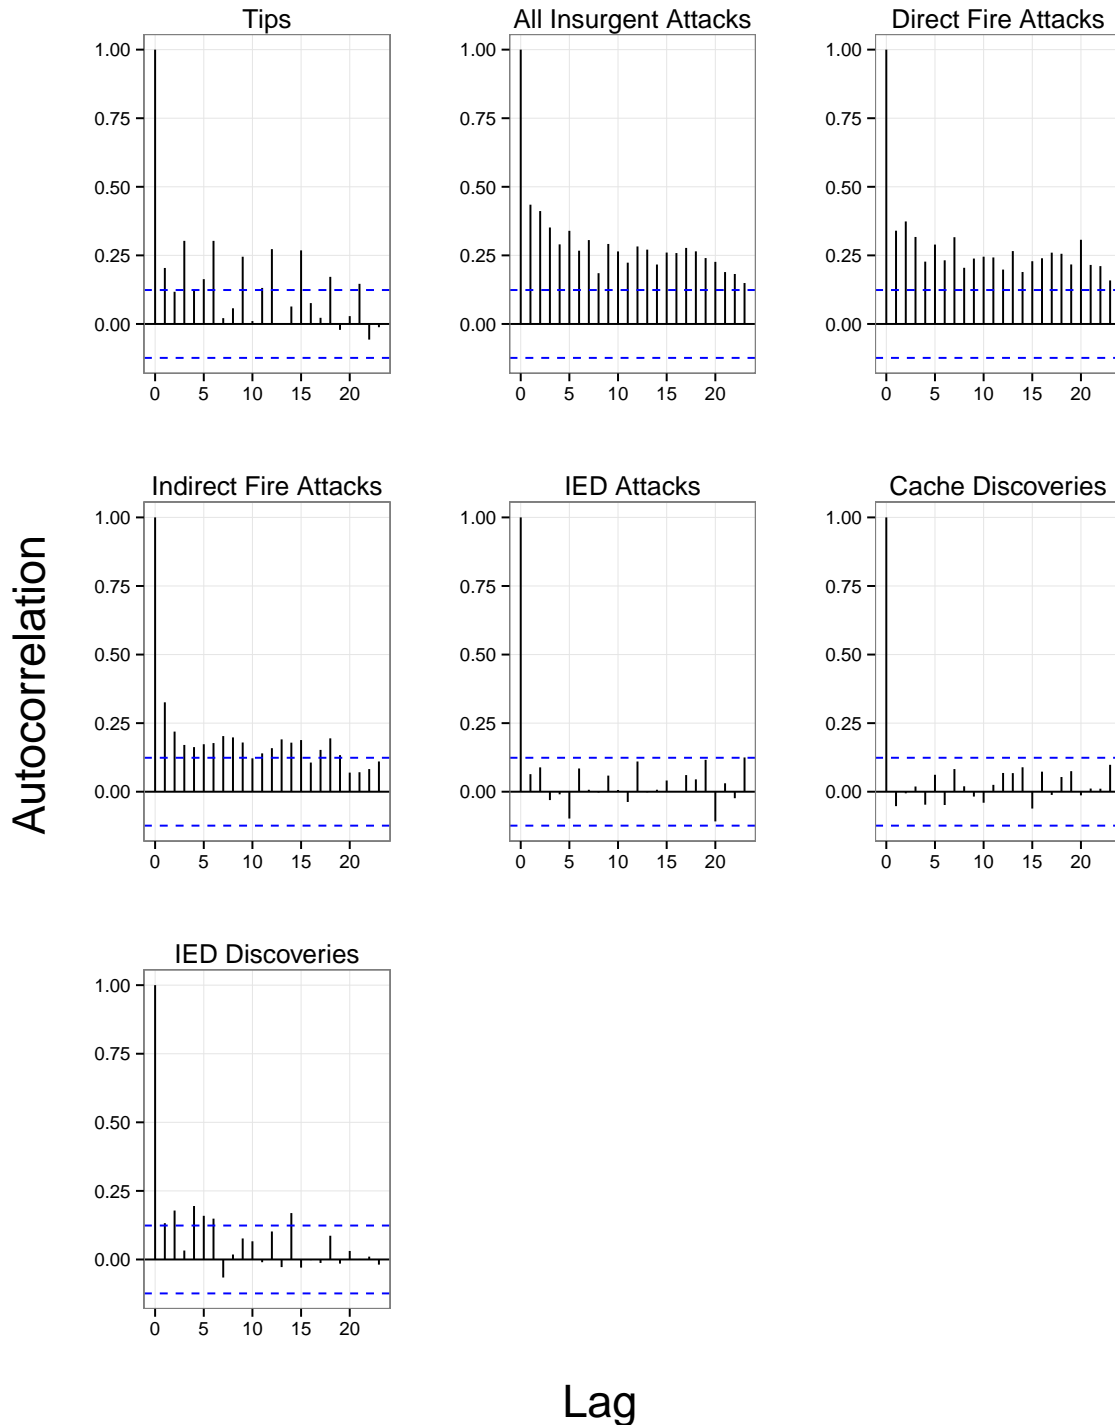 Tips
All Insurgent Attacks
Direct Fire Attacks
1.00
0.75
0.50
0.25
0.00
0 5 10 15 20
1.00
0.75
0.50
0.25
0.00
0 5 10 15 20
1.00
0.75
0.50
0.25
0.00
0 5 10 15 20
Autocorrelation
Indirect Fire Attacks
IED Attacks
Cache Discoveries
1.00
0.75
0.50
0.25
0.00
0 5 10 15 20
1.00
0.75
0.50
0.25
0.00
0 5 10 15 20
1.00
0.75
0.50
0.25
0.00
0 5 10 15 20
IED Discoveries
1.00
0.75
0.50
0.25
0.00
0 5 10 15 20
Lag